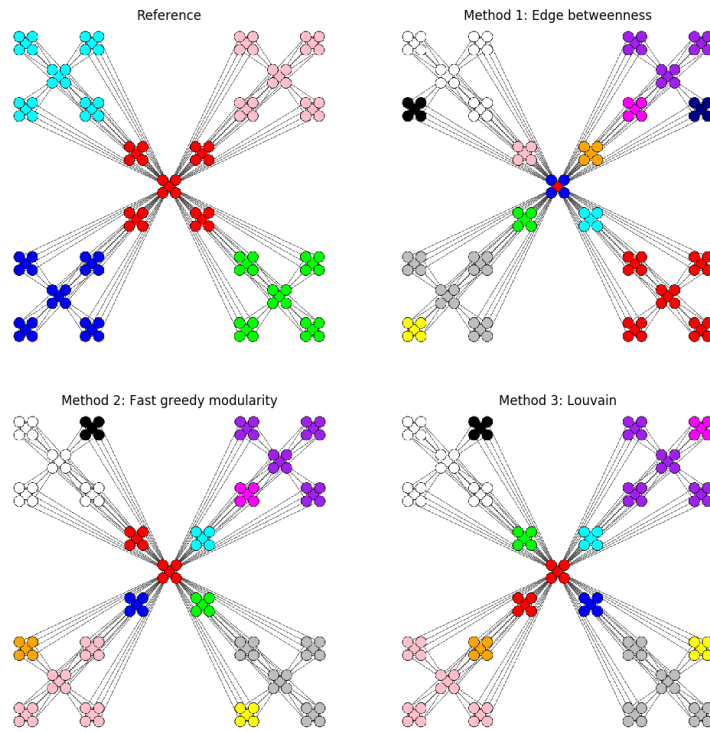 Reference
Method 1: Edge betweenness
Method 2: Fast greedy modularity
Method 3: Louvain